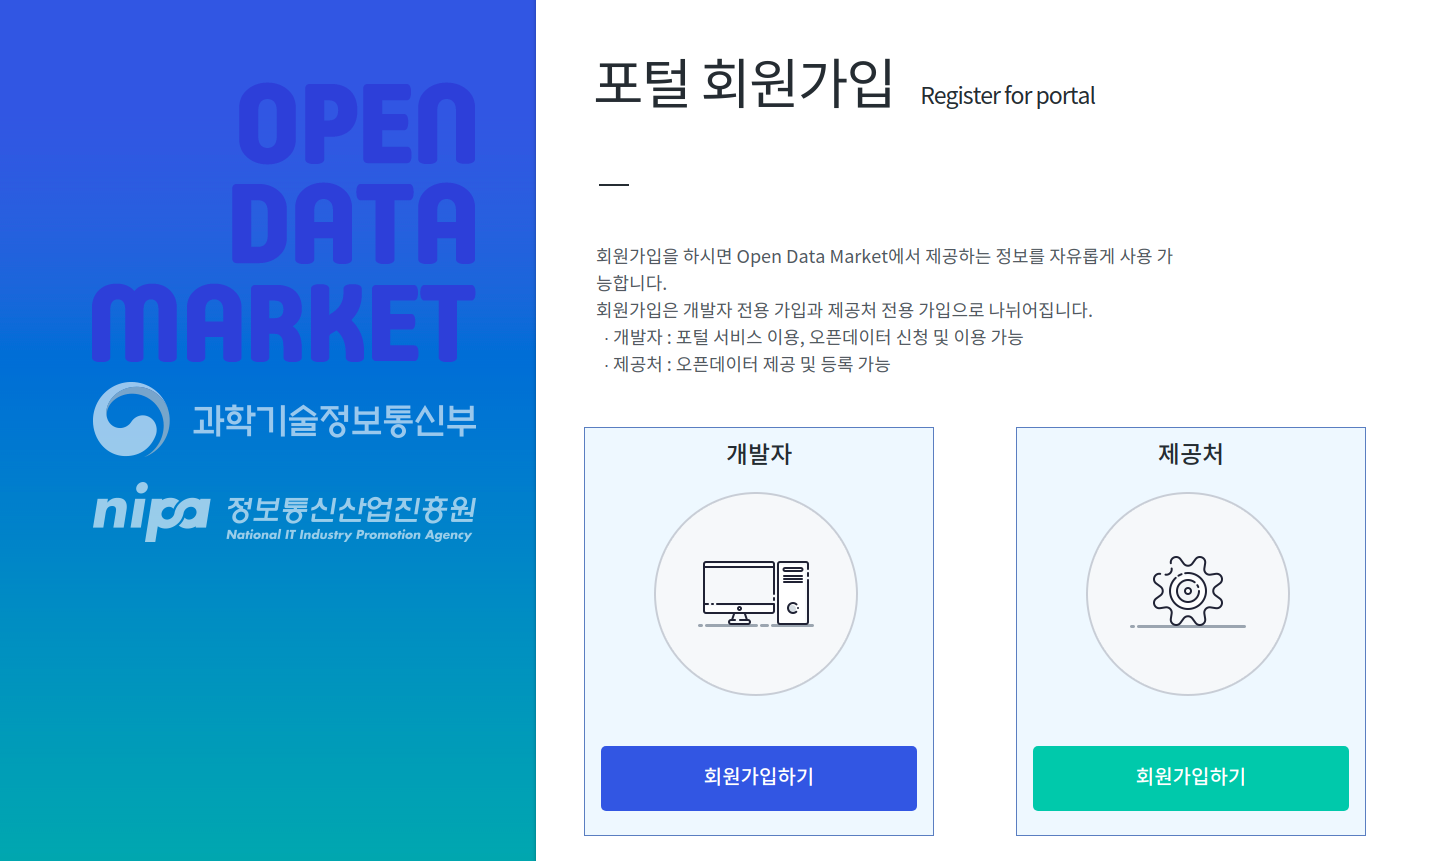 OPEN
DATA
MARKET
과학기술정보통신부
nipa 정보통신산업진흥원
National IT Industry Promotion Agency
포털 회원가입 Register for portal
회원가입을 하시면 Open Data Market에서 제공하는 정보를 자유롭게 사용 가
능합니다.
회원가입은 개발자 전용 가입과 제공처 전용 가입으로 나뉘어집니다.
· 개발자 : 포털 서비스 이용, 오픈데이터 신청 및 이용 가능
· 제공처 : 오픈데이터 제공 및 등록 가능
개발자
회원가입하기
제공처
회원가입하기